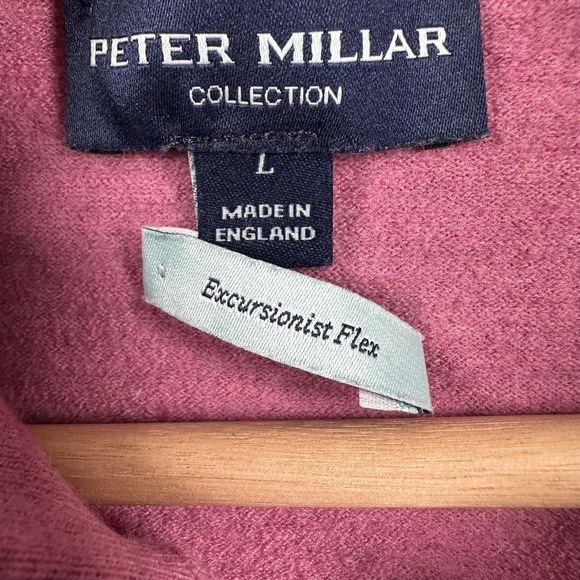 PETER MILLAR
COLLECTION
L
MADE IN
ENGLAND
Excursionist Flex